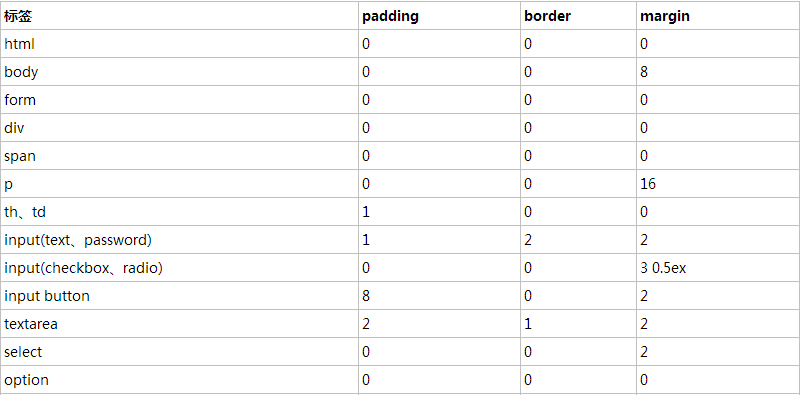 标签 padding border margin
html 0 0 0
body 0 0 8
form 0 0 0
div 0 0 0
span 0 0 0
p 0 0 16
th、td 1 0 0
input(text、password) 1 2 2
input(checkbox、radio) 0 0 3 0.5ex
input button 8 0 2
textarea 2 1 2
select 0 0 2
option 0 0 0